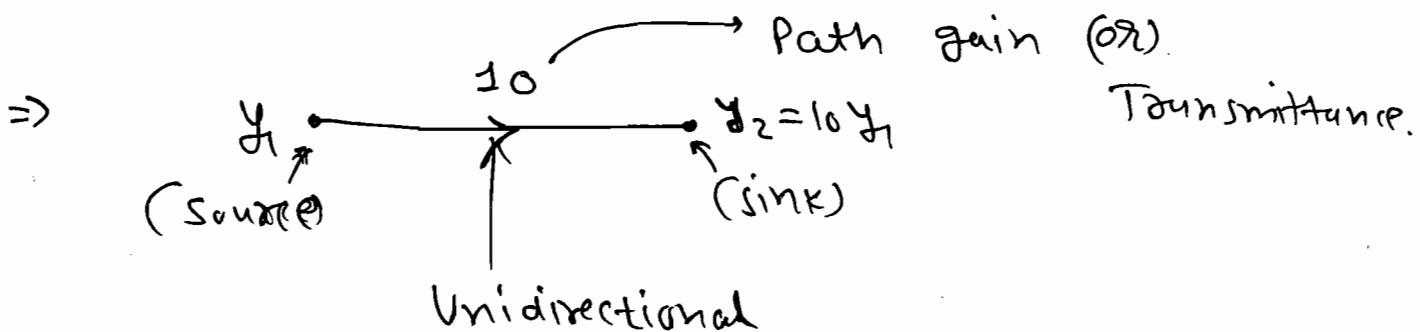 Path gain (or)
10
Transmittance.
=> y₁ y₂ = 10 y₁
(Source) (sink)
Unidirectional